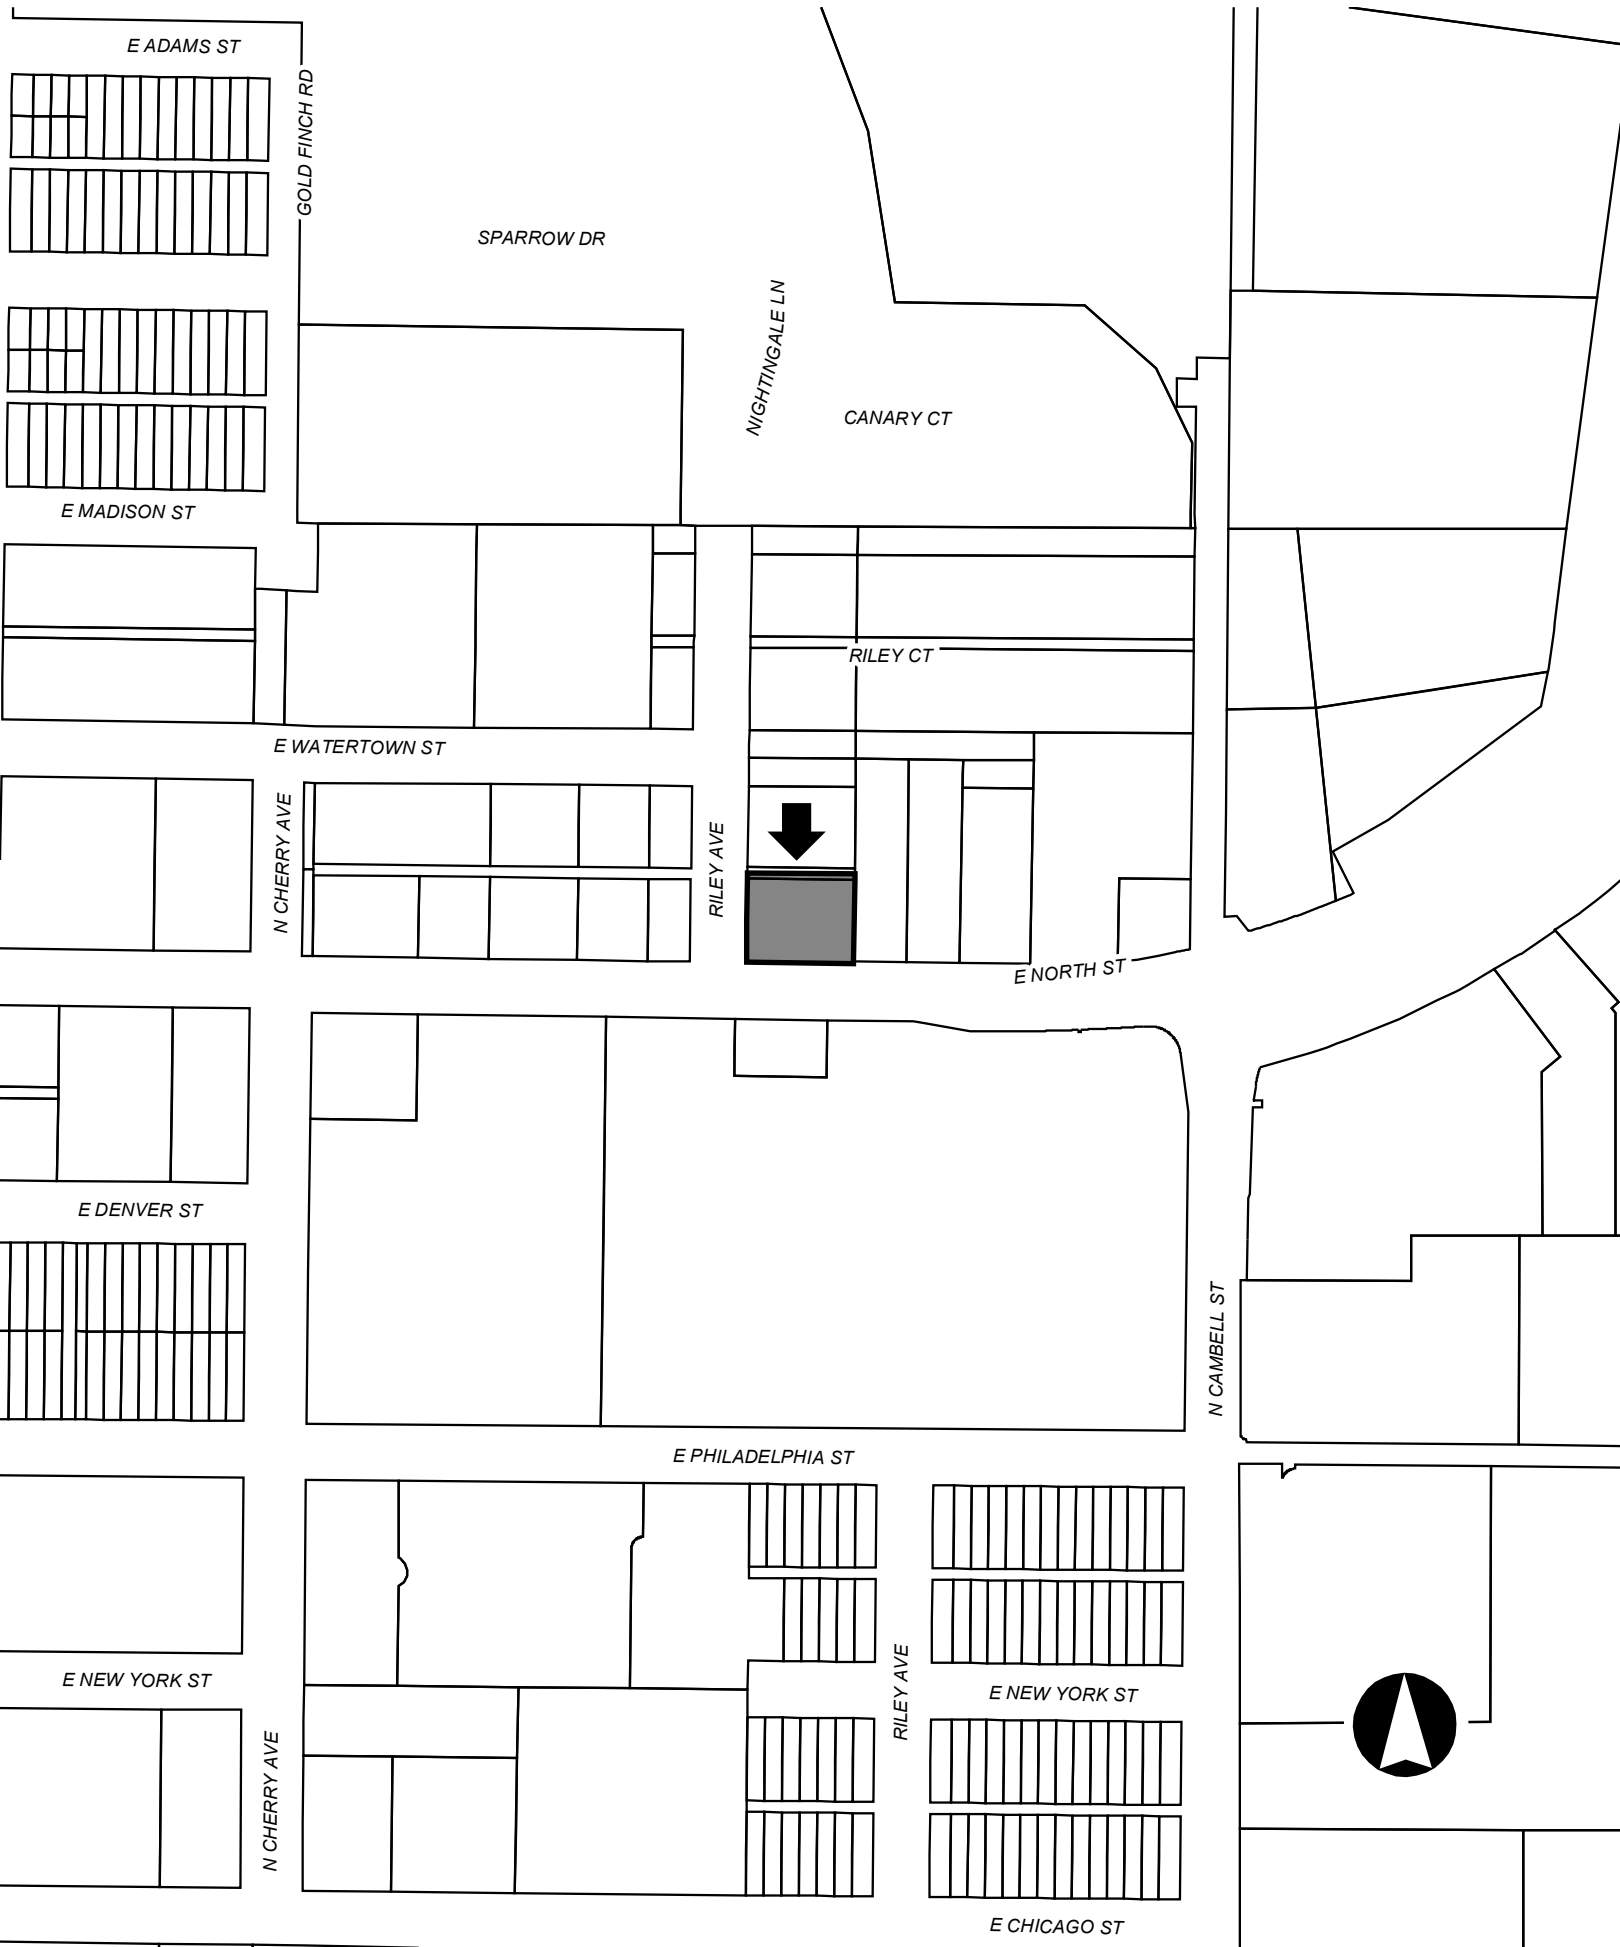 E ADAMS ST
GOLD FINCH RD
SPARROW DR
NIGHTINGALE LN
CANARY CT
E MADISON ST
RILEY CT
E WATERTOWN ST
N CHERRY AVE
RILEY AVE
E NORTH ST
E DENVER ST
N CAMBELL ST
E PHILADELPHIA ST
E NEW YORK ST
RILEY AVE
E NEW YORK ST
N CHERRY AVE
E CHICAGO ST